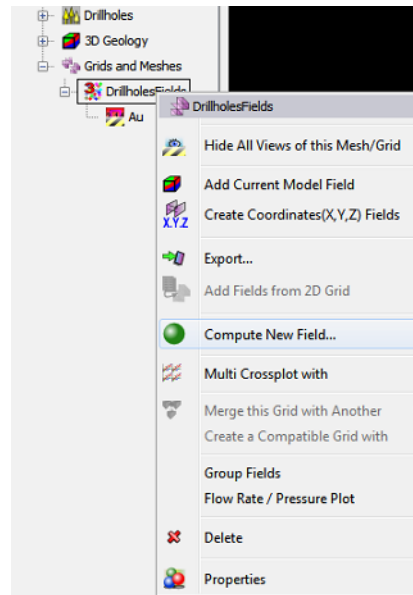 Drillholes
3D Geology
Grids and Meshes
DrillholesFields
Au
DrillholesFields
Hide All Views of this Mesh/Grid
Add Current Model Field
X.Y.Z Create Coordinates(X,Y,Z) Fields
Export...
Add Fields from 2D Grid
Compute New Field...
Multi Crossplot with
Merge this Grid with Another
Create a Compatible Grid with
Group Fields
Flow Rate / Pressure Plot
Delete
Properties